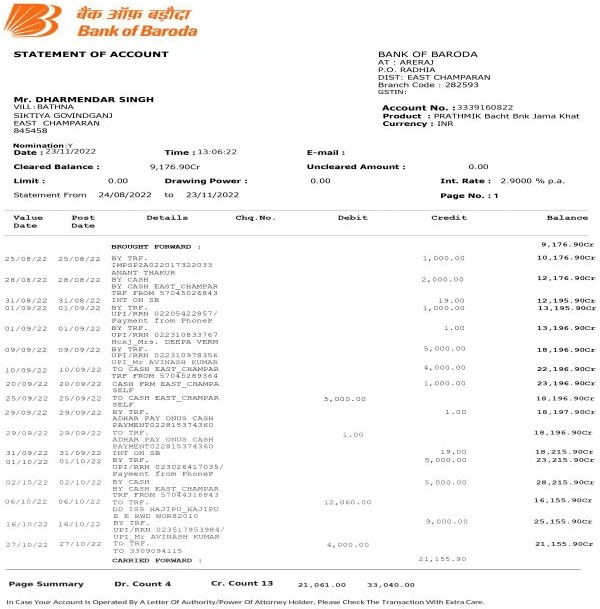 बैंक ऑफ़ बड़ौदा
Bank of Baroda
STATEMENT OF ACCOUNT
BANK OF BARODA
AT : ARERAJ
P.O. RADHIA
DIST: EAST CHAMPARAN
Branch Code : 282593
GSTIN:
Mr. DHARMENDAR SINGH
VILL:BATHNA
SIKTIYA GOVINDGANJ
EAST CHAMPARAN
845458
Account No. :3339160822
Product : PRATHMIK Bacht Bnk Jama Khat
Currency : INR
Nomination:Y
Date : 23/11/2022 Time : 13:06:22 E-mail :
Cleared Balance : 9,176.90Cr Uncleared Amount : 0.00
Limit : 0.00 Drawing Power : 0.00 Int. Rate : 2.9000 % p.a.
Statement From 24/08/2022 to 23/11/2022 Page No. : 1
Value Date Post Date Details Chq.No. Debit Credit Balance
BROUGHT FORWARD : 9,176.90Cr
25/08/22 25/08/22 BY TRF. 1,000.00 10,176.90Cr
IMPSP2A022017322033
ANANT THAKUR
28/08/22 28/08/22 BY CASH 2,000.00 12,176.90Cr
BY CASH EAST_CHAMPAR
TRF FROM 57045026843
31/08/22 31/08/22 INT ON SB 19.00 12,195.90Cr
01/09/22 01/09/22 BY TRF. 1,000.00 13,195.90Cr
UPI/RRN 02205422857/
Payment from PhoneP
01/09/22 01/09/22 BY TRF. 1.00 13,196.90Cr
UPI/RRN 022310833767
Hoxj_Mrs. DEEPA VERM
09/09/22 09/09/22 BY TRF. 5,000.00 18,196.90Cr
UPI/RRN 022310978356
UPI_Mr AVINASH KUMAR
10/09/22 10/09/22 TO CASH EAST_CHAMPAR 4,000.00 22,196.90Cr
TRF FROM 57045289364
20/09/22 20/09/22 CASH FRM EAST_CHAMPA 1,000.00 23,196.90Cr
SELF
25/09/22 25/09/22 TO CASH EAST_CHAMPAR 5,000.00 18,196.90Cr
SELF
29/09/22 29/09/22 BY TRF. 1.00 18,197.90Cr
ADHAR PAY ONUS CASH
PAYMENT022815374360
29/09/22 29/09/22 TO TRF. 1.00 18,196.90Cr
ADHAR PAY ONUS CASH
PAYMENT022815374360
31/09/22 31/09/22 INT ON SB 19.00 18,215.90Cr
01/10/22 01/10/22 BY TRF. 5,000.00 23,215.90Cr
UPI/RRN 023026417035/
Payment from PhoneP
02/10/22 02/10/22 BY CASH 5,000.00 28,215.90Cr
BY CASH EAST_CHAMPAR
TRF FROM 57044316843
06/10/22 06/10/22 TO TRF. 12,060.00 16,155.90Cr
DD ISS HAJIPU_HAJIPU
E E RWD WOR82010
16/10/22 16/10/22 BY TRF. 9,000.00 25,155.90Cr
UPI/RRN 023517953984/
UPI_Mr AVINASH KUMAR
27/10/22 27/10/22 TO TRF. 4,000.00 21,155.90Cr
TO 3309094115
CARRIED FORWARD : 21,155.90
Page Summary Dr. Count 4 Cr. Count 13 21,061.00 33,040.00
In Case Your Account Is Operated By A Letter Of Authority/Power Of Attorney Holder, Please Check The Transaction With Extra Care.